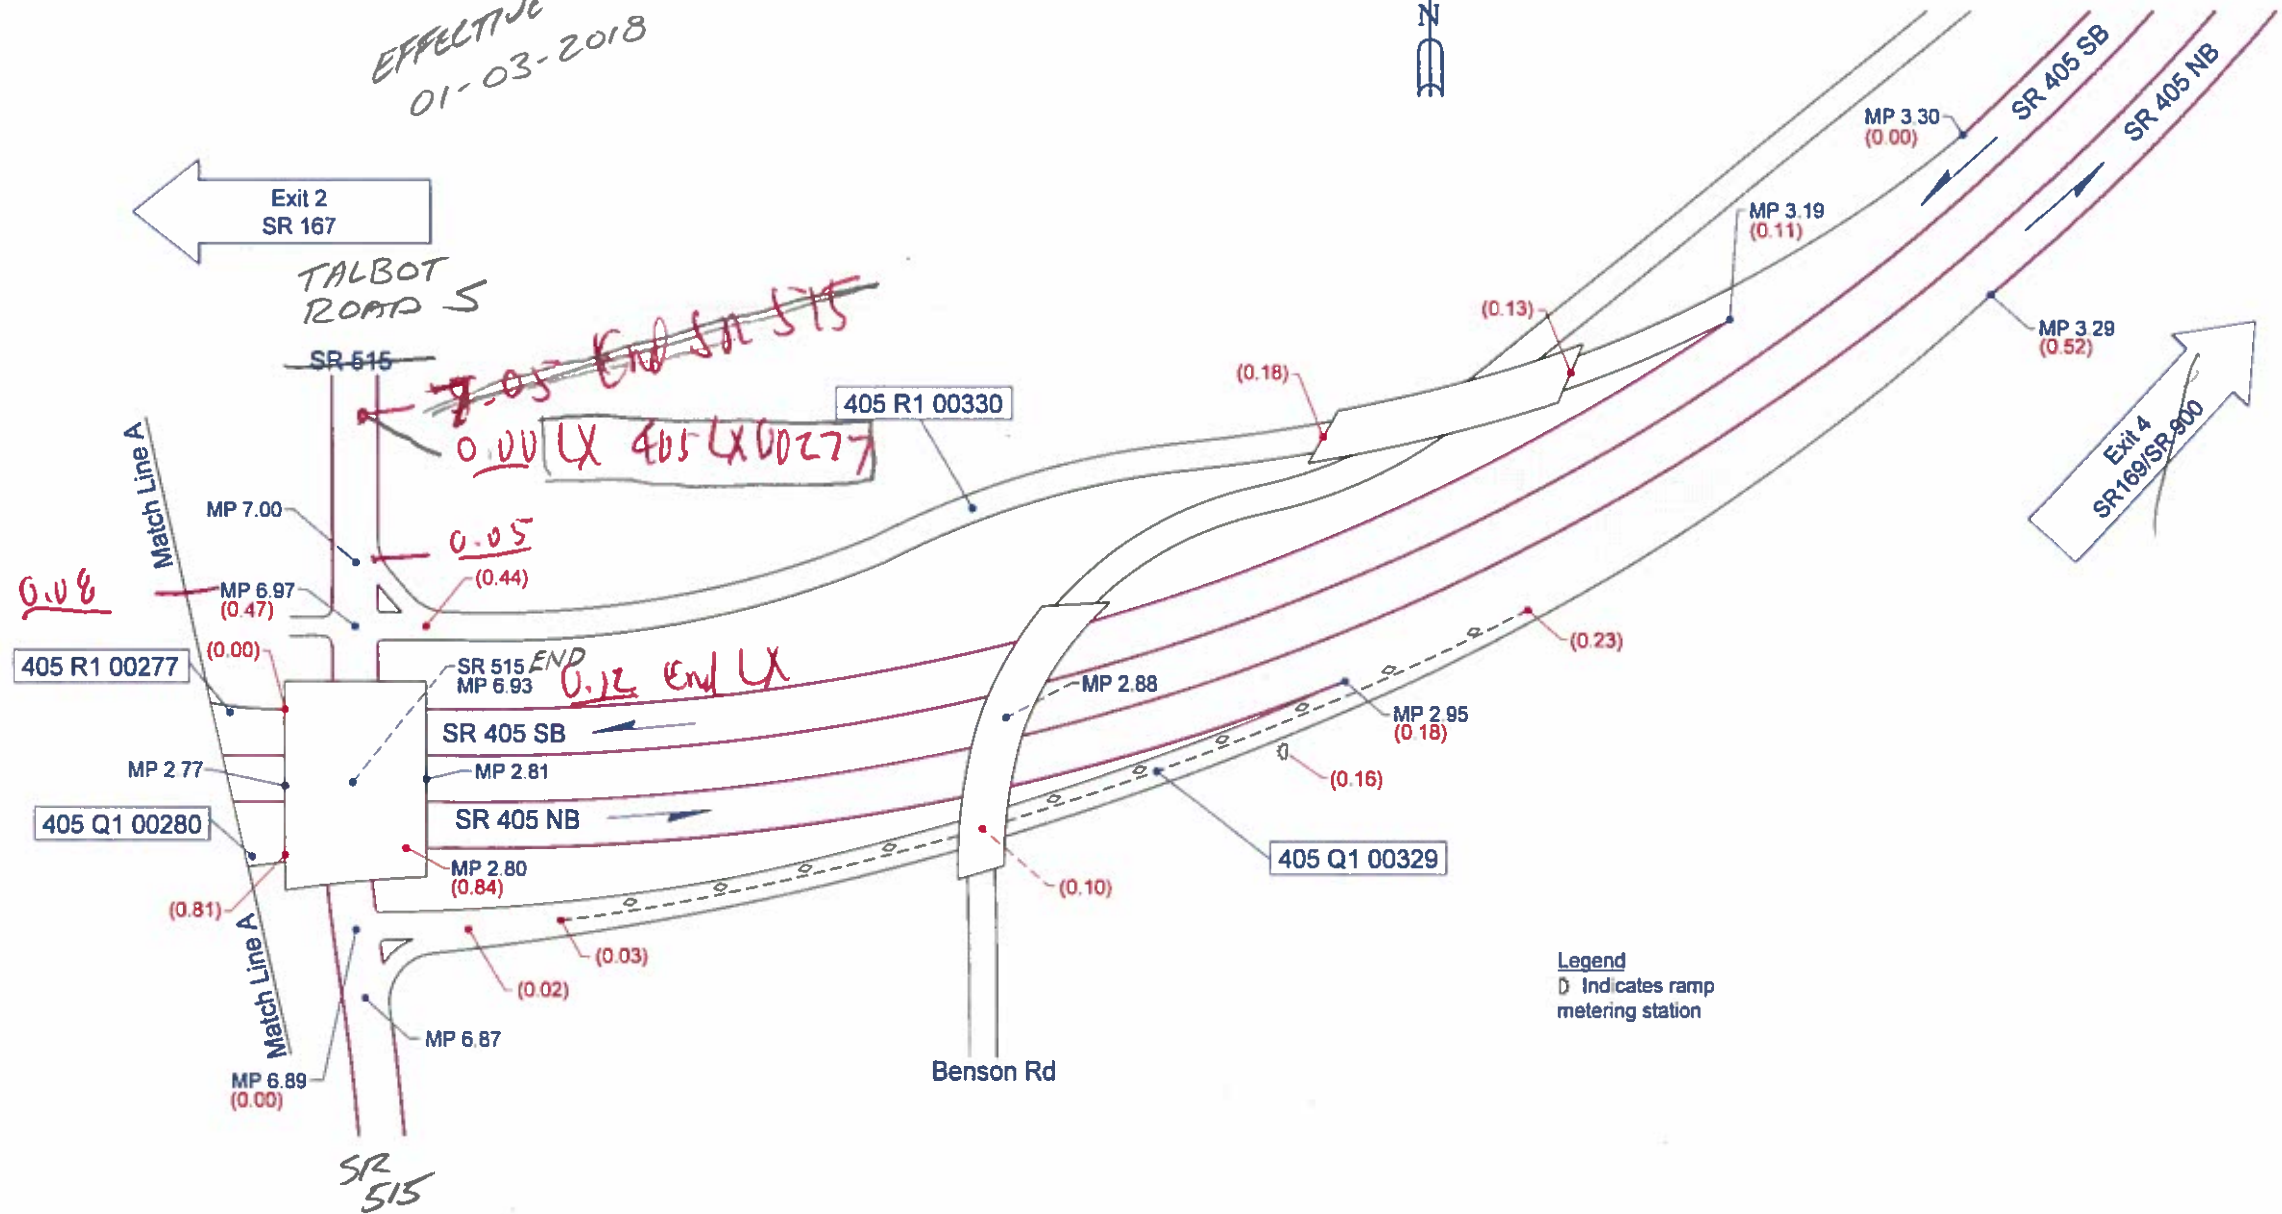 EFFECTIVE
01-03-2018
N
SR 405 SB
SR 405 NB
MP 3.30
(0.00)
Exit 2
SR 167
MP 3.19
(0.11)
TALBOT
ROAD S
7.05 End SR 515
SR 515
(0.13)
MP 3.29
(0.52)
(0.18)
405 R1 00330
0.00 LX 405 LX 00277
Exit 4
SR169/SR 900
Match Line A
MP 7.00
0.05
(0.44)
0.08
MP 6.97
(0.47)
(0.00)
(0.23)
405 R1 00277
SR 515 END
MP 6.93
0.12 End LX
MP 2.88
SR 405 SB
MP 2.95
(0.18)
MP 2.77
MP 2.81
(0.16)
405 Q1 00280
SR 405 NB
405 Q1 00329
MP 2.80
(0.84)
(0.10)
(0.81)
Match Line A
(0.03)
(0.02)
Legend
Indicates ramp
metering station
MP 6.87
Benson Rd
MP 6.89
(0.00)
SR
515